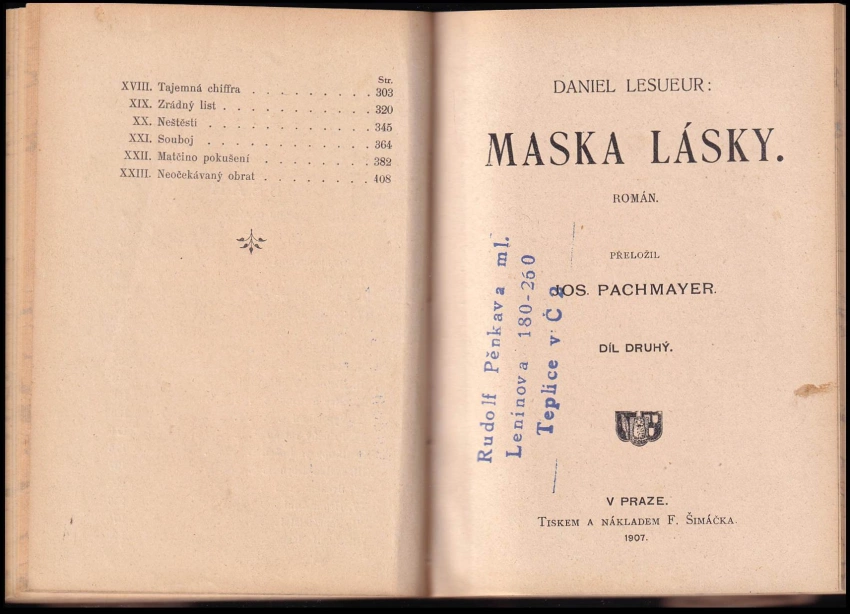 Str.
XVIII. Tajemná chiffra . . . . . . . . . 303
XIX. Zrádný list . . . . . . . . . . 320
XX. Neštěstí . . . . . . . . . . . 345
XXI. Souboj . . . . . . . . . . . 364
XXII. Matčino pokušení . . . . . . . . 382
XXIII. Neočekávaný obrat . . . . . . . . 408
DANIEL LESUEUR:
MASKA LÁSKY.
ROMÁN.
PŘELOŽIL
JOS. PACHMAYER.
DÍL DRUHÝ.
V PRAZE.
TISKEM A NÁKLADEM F. ŠIMÁČKA.
1907.
Rudolf Pěnkava ml.
Leninova 180-260
Teplice v Č